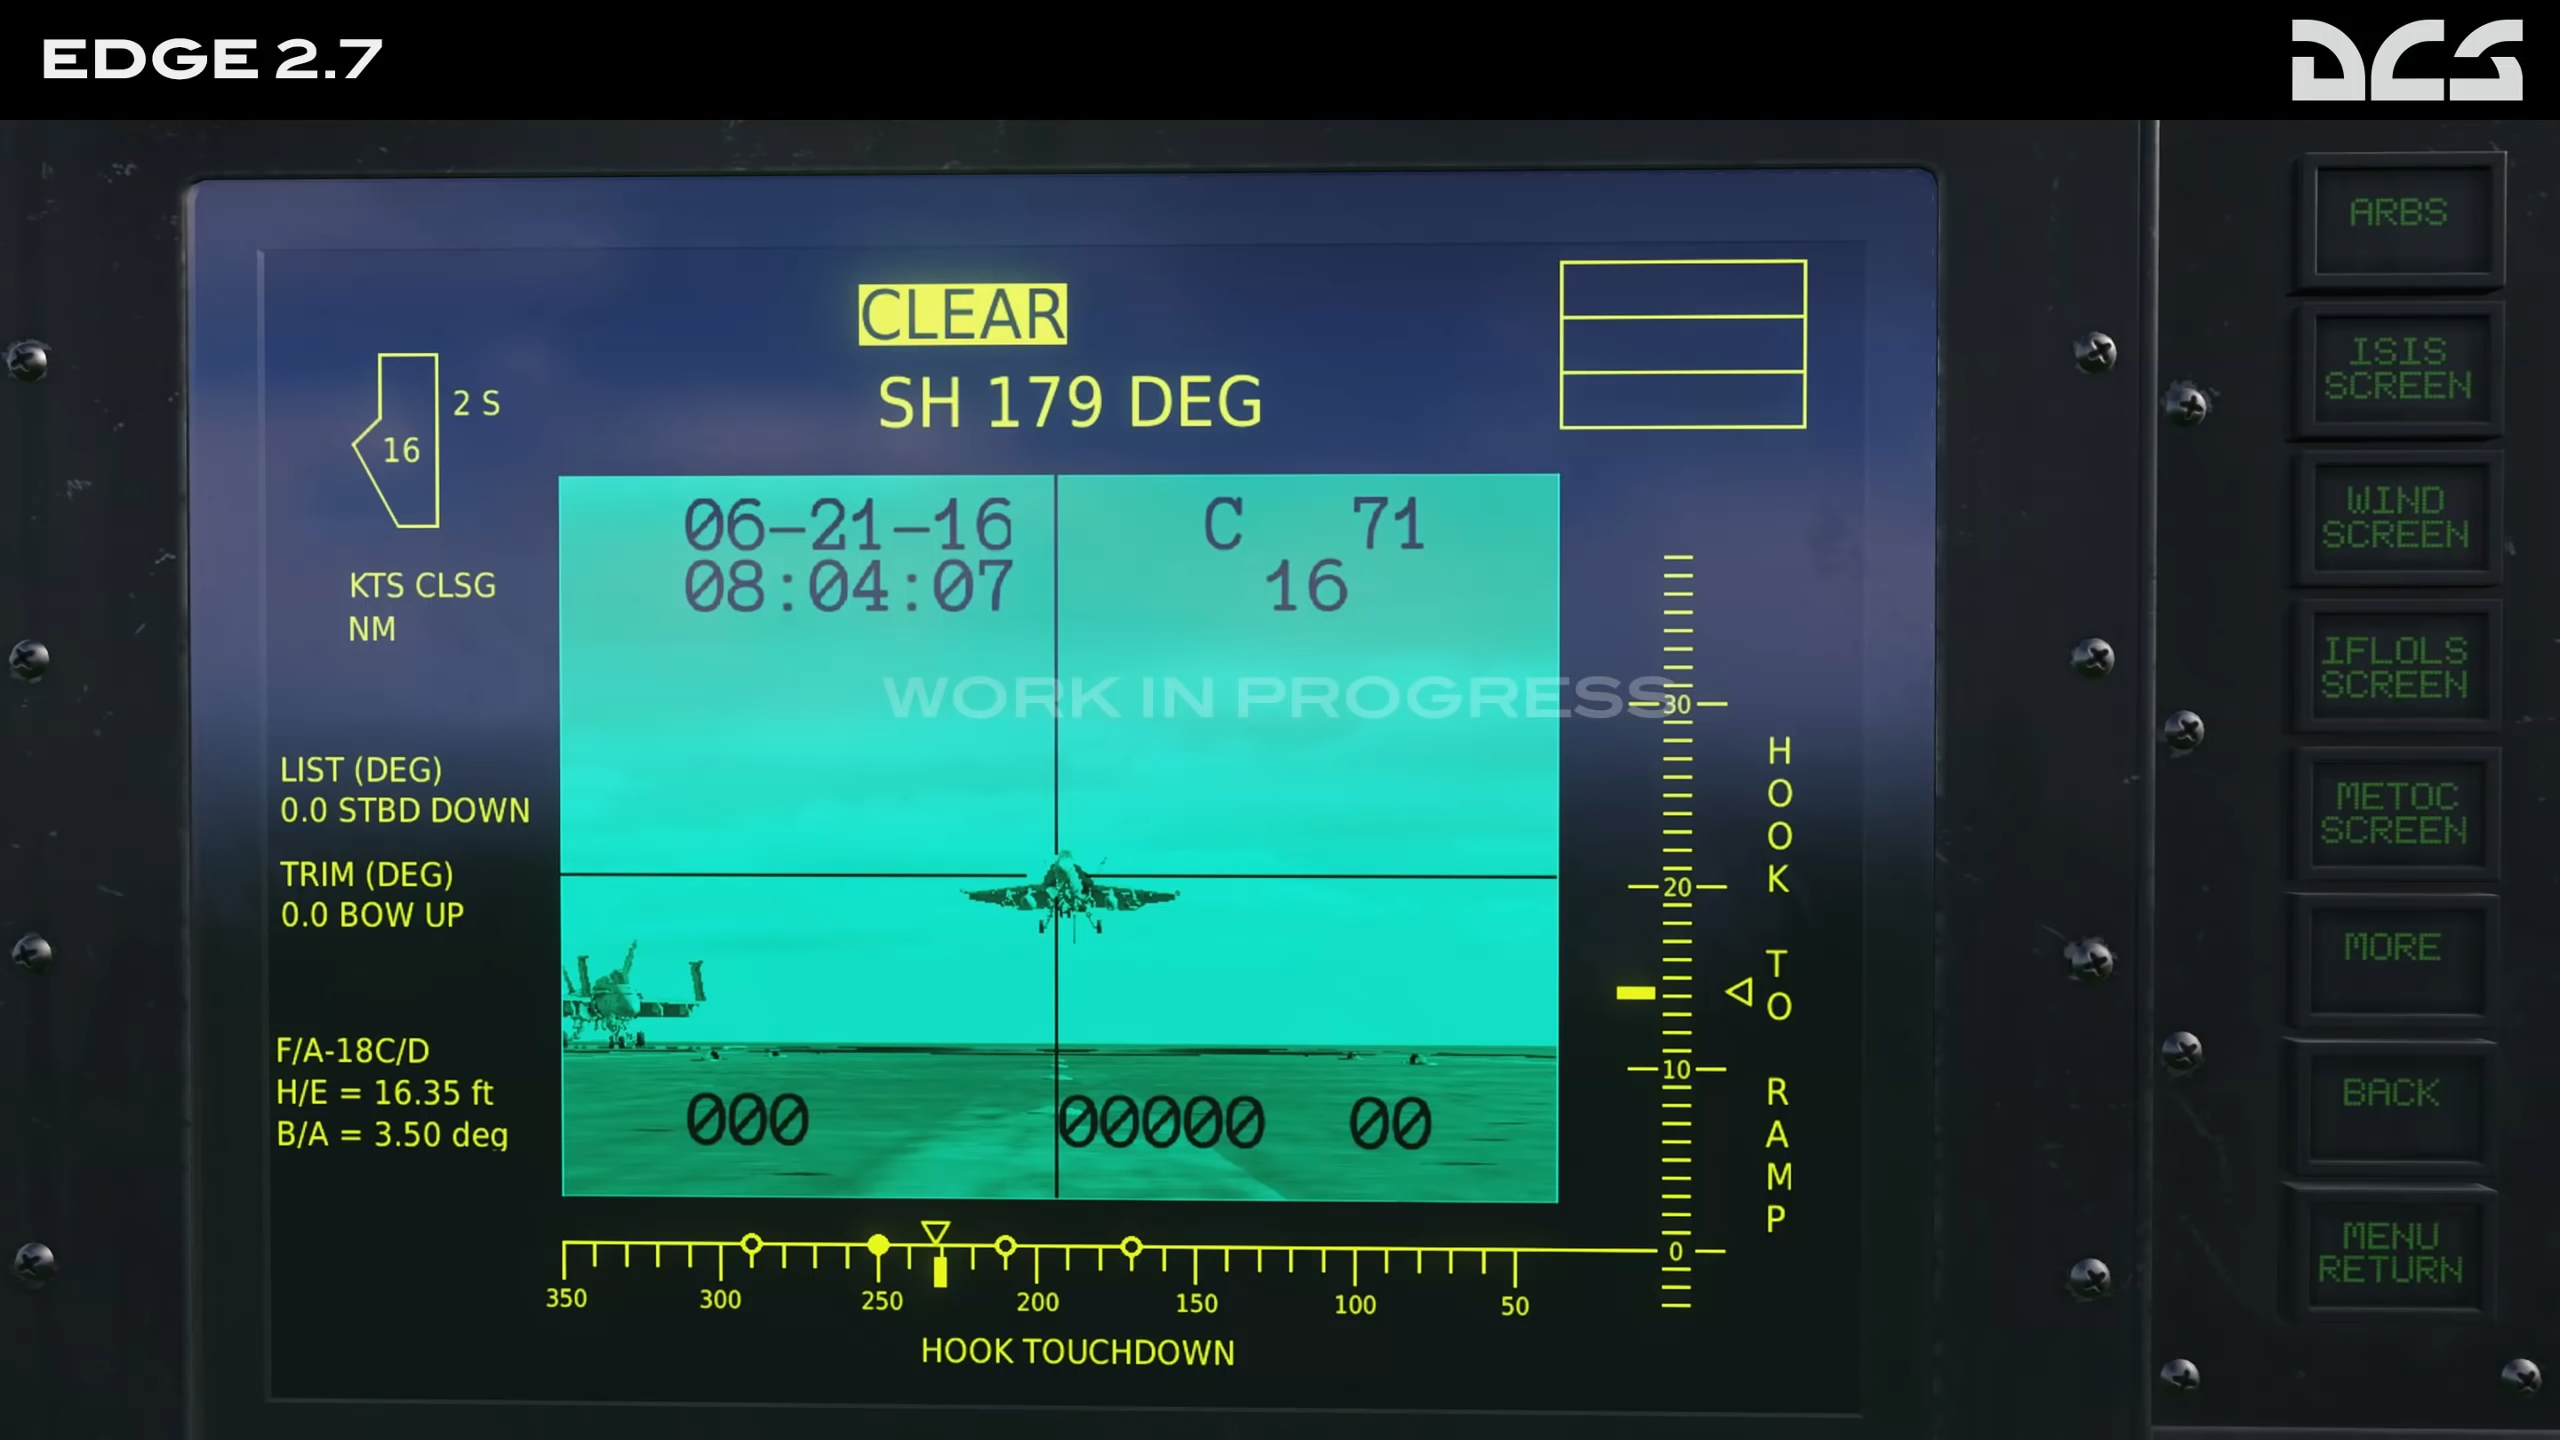 EDGE 2.7
DCS
CLEAR
SH 179 DEG
2 S
16
KTS CLSG
NM
06-21-16
08:04:07
C 71
16
WORK IN PROGRESS
LIST (DEG)
0.0 STBD DOWN
TRIM (DEG)
0.0 BOW UP
F/A-18C/D
H/E = 16.35 ft
B/A = 3.50 deg
000 00000 00
30
20
10
0
HOOK TO RAMP
350 300 250 200 150 100 50
HOOK TOUCHDOWN
ARBS
ISIS
SCREEN
WIND
SCREEN
IFLOLS
SCREEN
METOC
SCREEN
MORE
BACK
MENU
RETURN